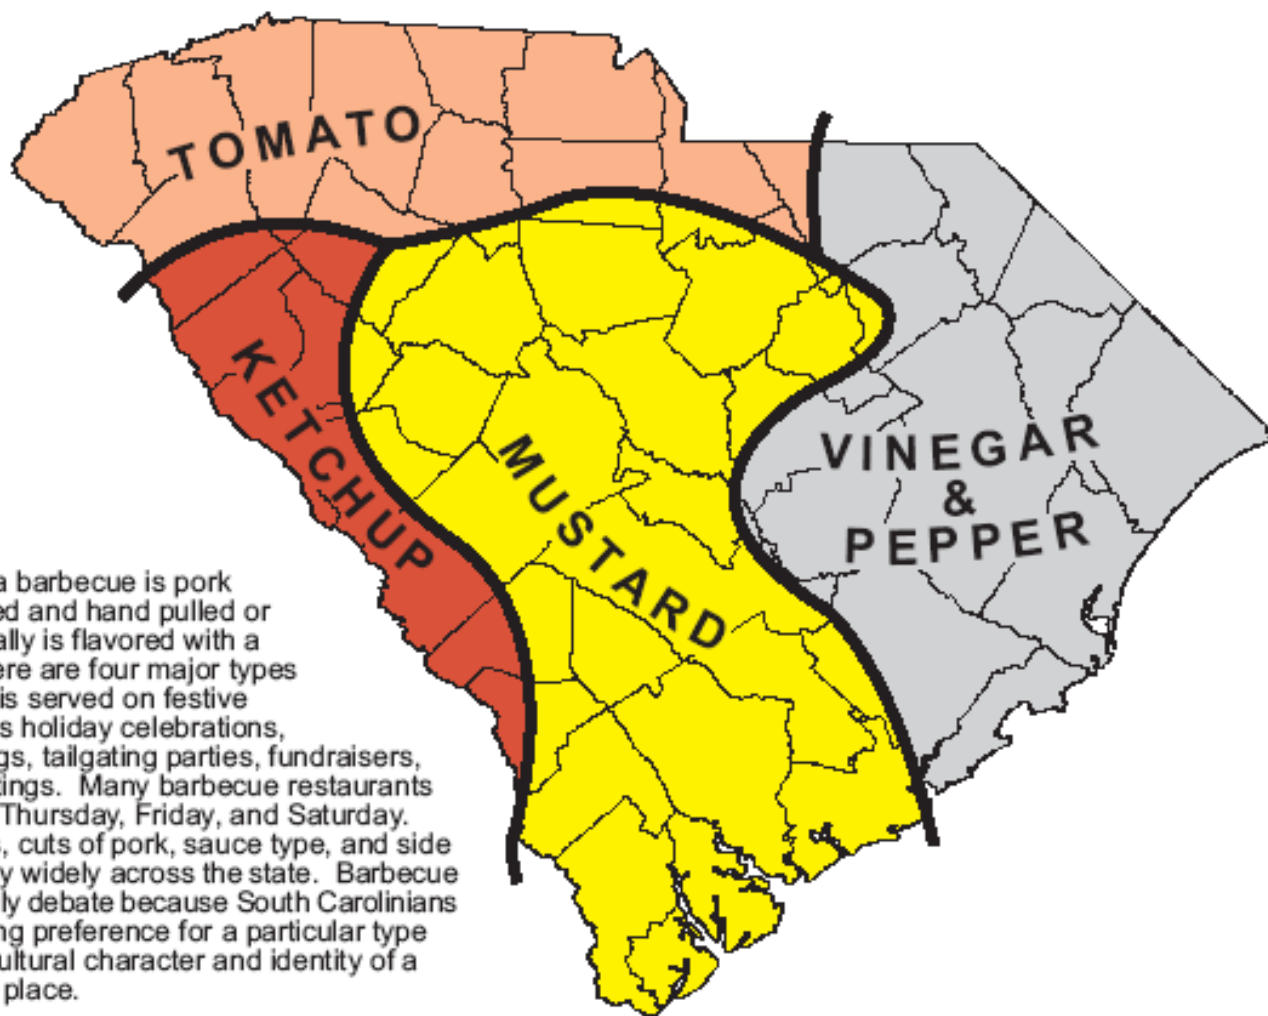 TOMATO
KETCHUP
MUSTARD
VINEGAR
&
PEPPER
a barbecue is pork
ed and hand pulled or
ally is flavored with a
ere are four major types
is served on festive
s holiday celebrations,
gs, tailgating parties, fundraisers,
ings. Many barbecue restaurants
Thursday, Friday, and Saturday.
s, cuts of pork, sauce type, and side
y widely across the state. Barbecue
ly debate because South Carolinians
ng preference for a particular type
ultural character and identity of a
place.